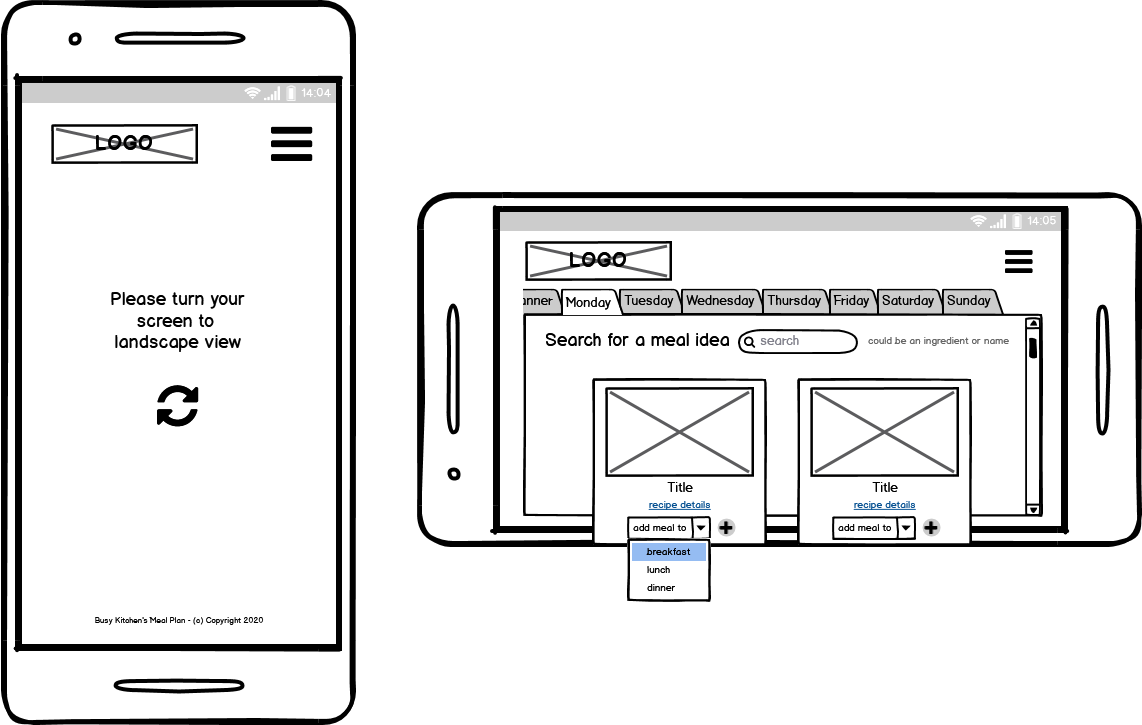 14:04
LOGO
Please turn your
screen to
landscape view
Busy Kitchen's Meal Plan - (c) Copyright 2020
14:05
LOGO
anner Monday Tuesday Wednesday Thursday Friday Saturday Sunday
Search for a meal idea search could be an ingredient or name
Title Title
recipe details recipe details
add meal to add meal to
breakfast
lunch
dinner